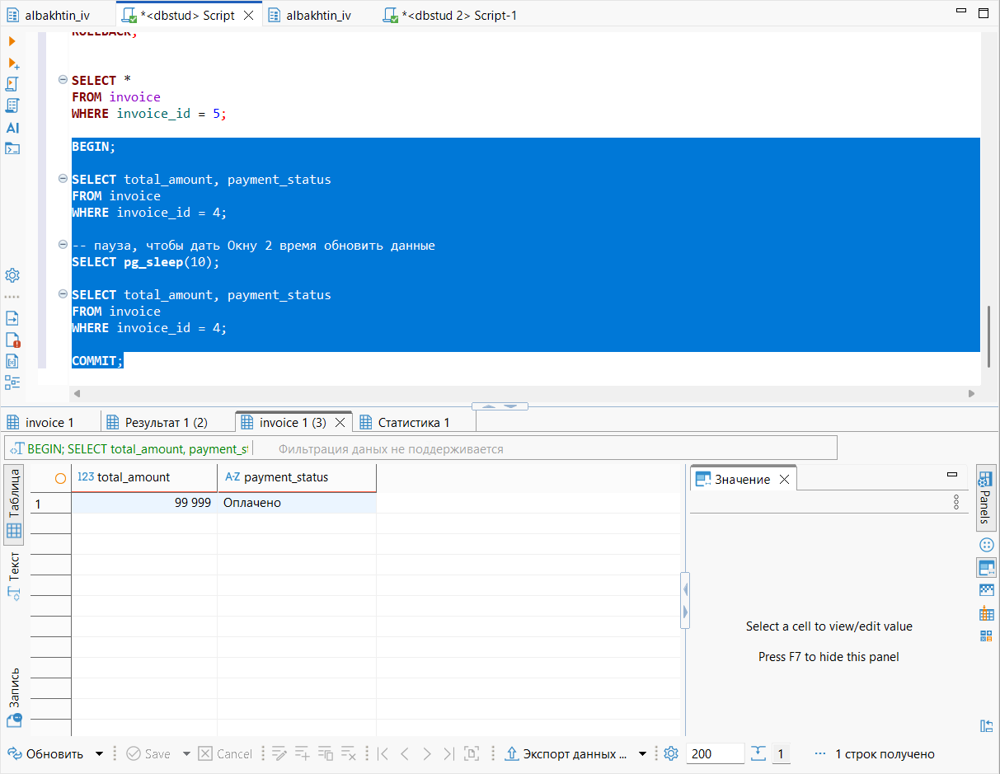 albakhtin_iv
*<dbstud> Script
albakhtin_iv
*<dbstud 2> Script-1
ROLLBACK;
SELECT *
FROM invoice
WHERE invoice_id = 5;
BEGIN;
SELECT total_amount, payment_status
FROM invoice
WHERE invoice_id = 4;
-- пауза, чтобы дать Окну 2 время обновить данные
SELECT pg_sleep(10);
SELECT total_amount, payment_status
FROM invoice
WHERE invoice_id = 4;
COMMIT;
AI
invoice 1
Результат 1 (2)
invoice 1 (3)
Статистика 1
BEGIN; SELECT total_amount, payment_st
Фильтрация даных не поддерживается
Таблица
Текст
Запись
123 total_amount
A-Z payment_status
1
99 999
Оплачено
Значение
Select a cell to view/edit value
Press F7 to hide this panel
Panels
Обновить
Save
Cancel
Экспорт данных ...
200
1
1 строк получено